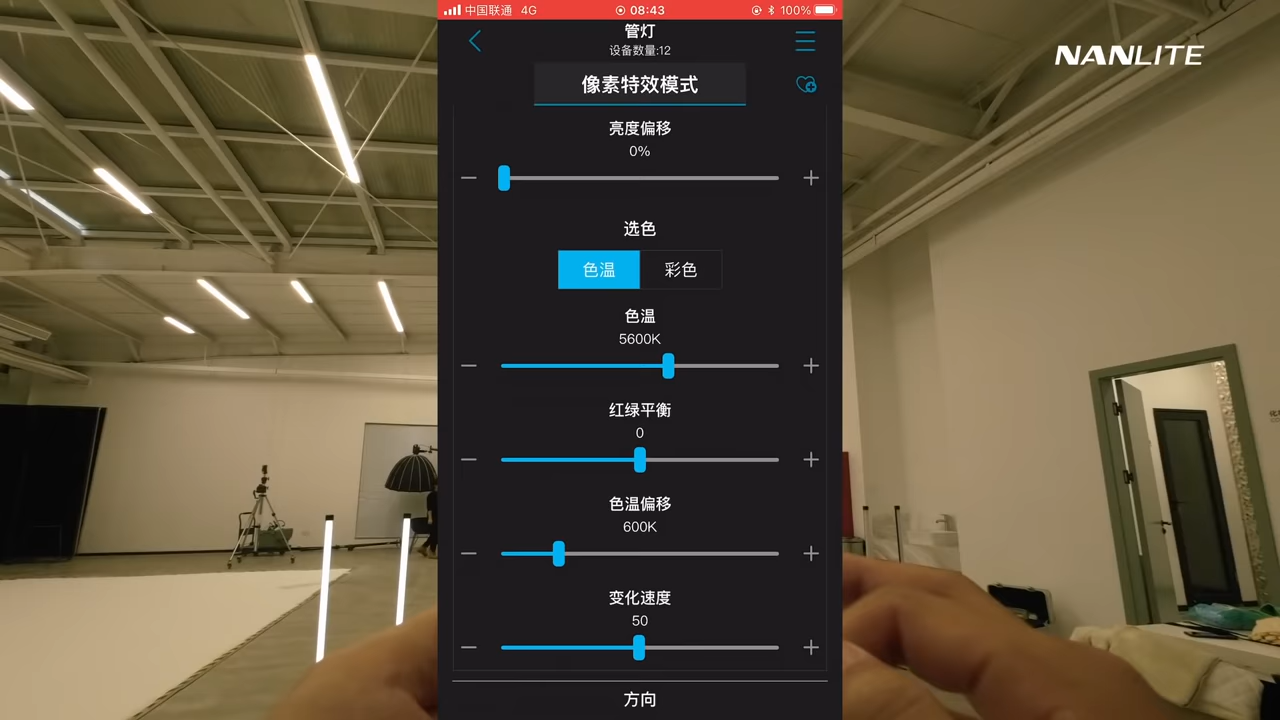 中国联通 4G 08:43 100%
管灯
设备数量:12
NANLITE
像素特效模式
亮度偏移
0%
选色
色温 彩色
色温
5600K
红绿平衡
0
色温偏移
600K
变化速度
50
方向